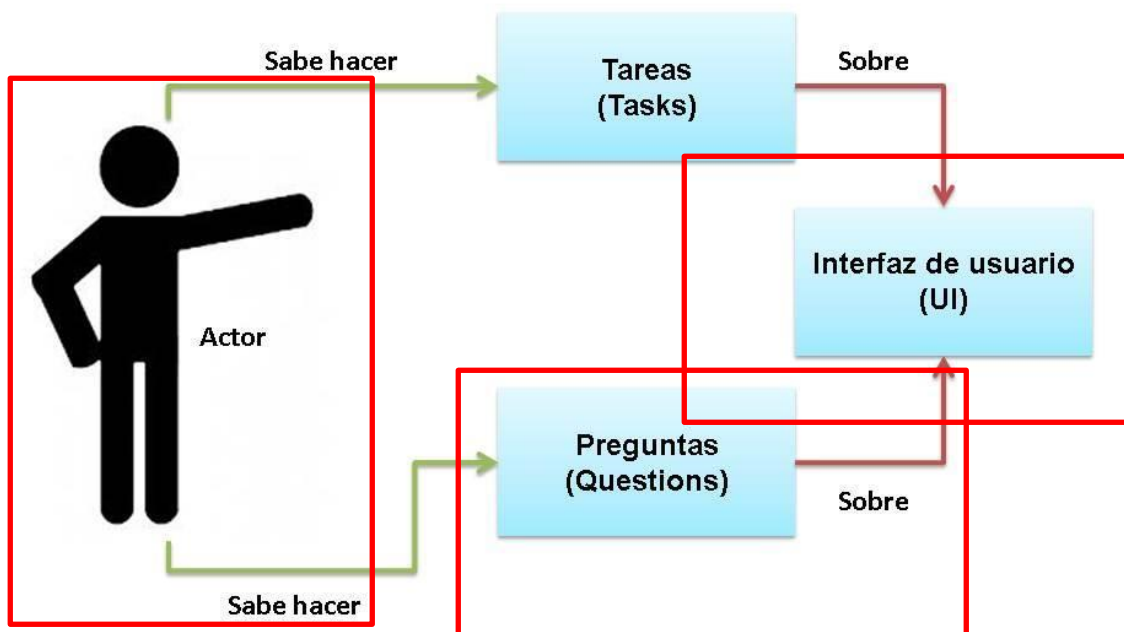 Sabe hacer
Tareas
(Tasks)
Sobre
Interfaz de usuario
(UI)
Actor
Preguntas
(Questions)
Sobre
Sabe hacer